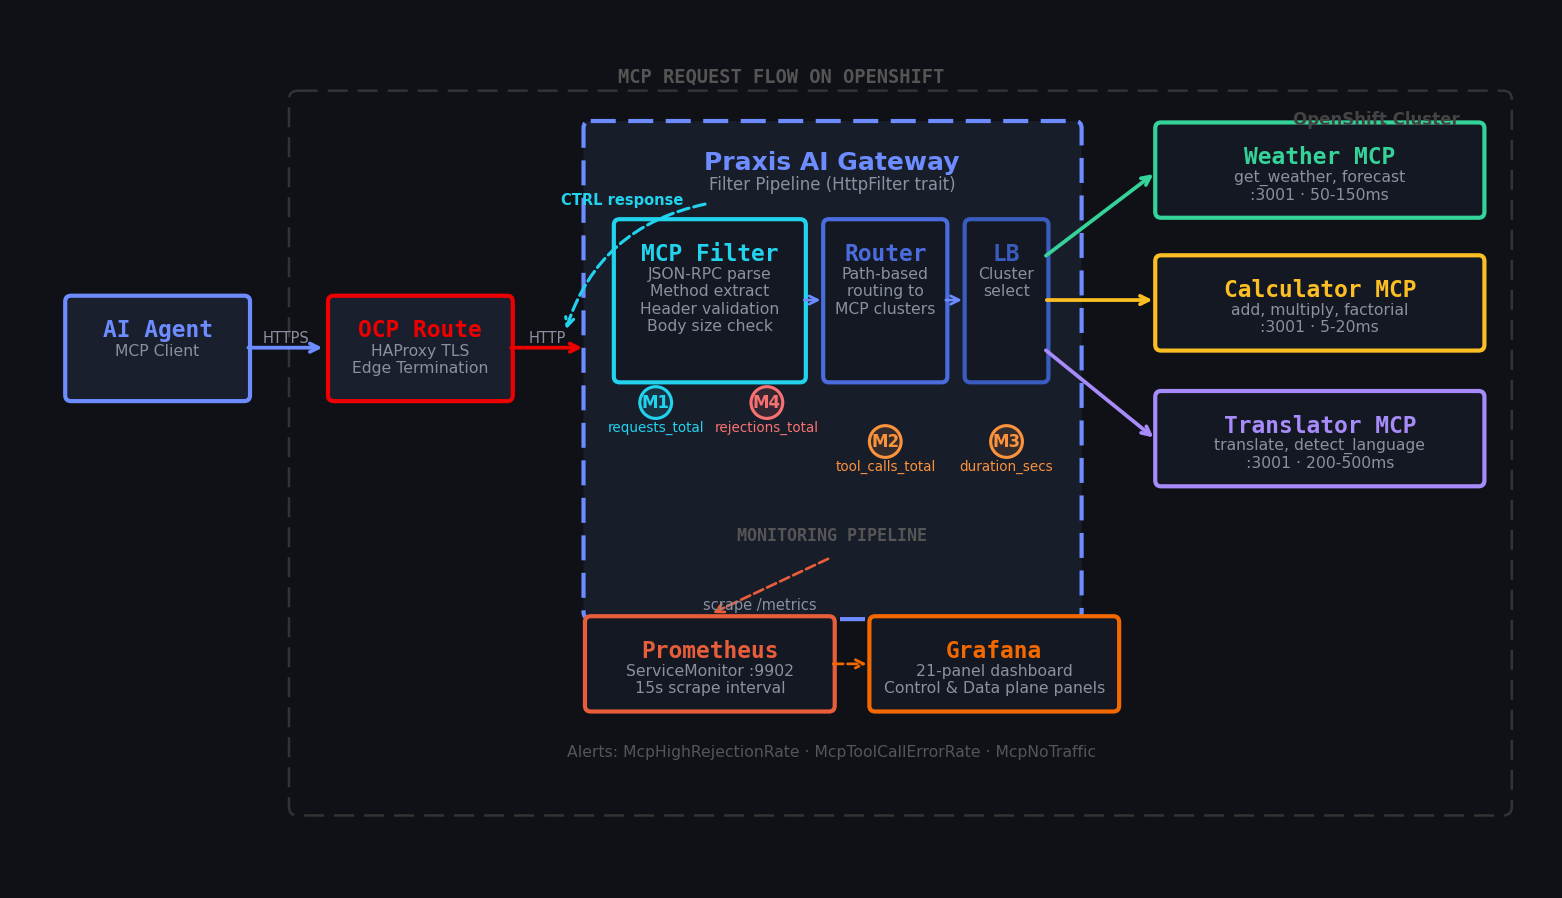 MCP REQUEST FLOW ON OPENSHIFT
OpenShift Cluster
AI Agent
MCP Client
HTTPS
OCP Route
HAProxy TLS
Edge Termination
HTTP
Praxis AI Gateway
Filter Pipeline (HttpFilter trait)
CTRL response
MCP Filter
JSON-RPC parse
Method extract
Header validation
Body size check
Router
Path-based
routing to
MCP clusters
LB
Cluster
select
M1
requests_total
M4
rejections_total
M2
tool_calls_total
M3
duration_secs
Weather MCP
get_weather, forecast
:3001 · 50-150ms
Calculator MCP
add, multiply, factorial
:3001 · 5-20ms
Translator MCP
translate, detect_language
:3001 · 200-500ms
MONITORING PIPELINE
scrape /metrics
Prometheus
ServiceMonitor :9902
15s scrape interval
Grafana
21-panel dashboard
Control & Data plane panels
Alerts: McpHighRejectionRate · McpToolCallErrorRate · McpNoTraffic